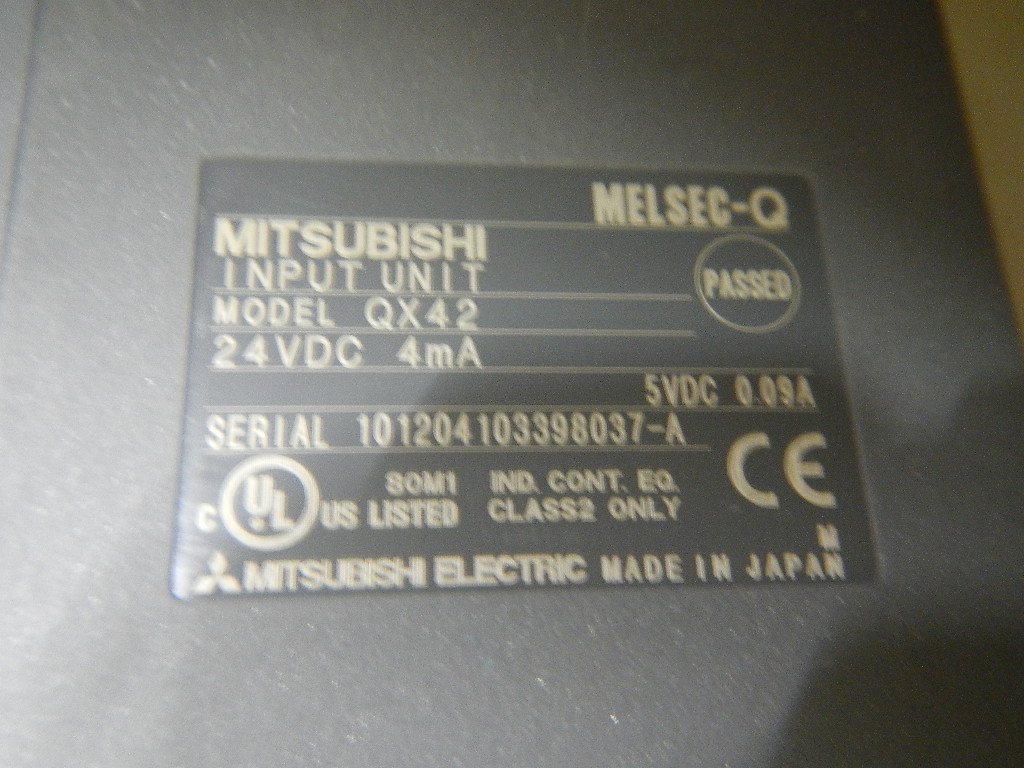 MELSEC-Q
MITSUBISHI
INPUT UNIT
PASSED
MODEL QX42
24VDC 4mA
5VDC 0.09A
SERIAL 101204103398037-A
C UL US LISTED
80M1 IND. CONT. EQ.
CLASS2 ONLY
CE
M
MITSUBISHI ELECTRIC MADE IN JAPAN